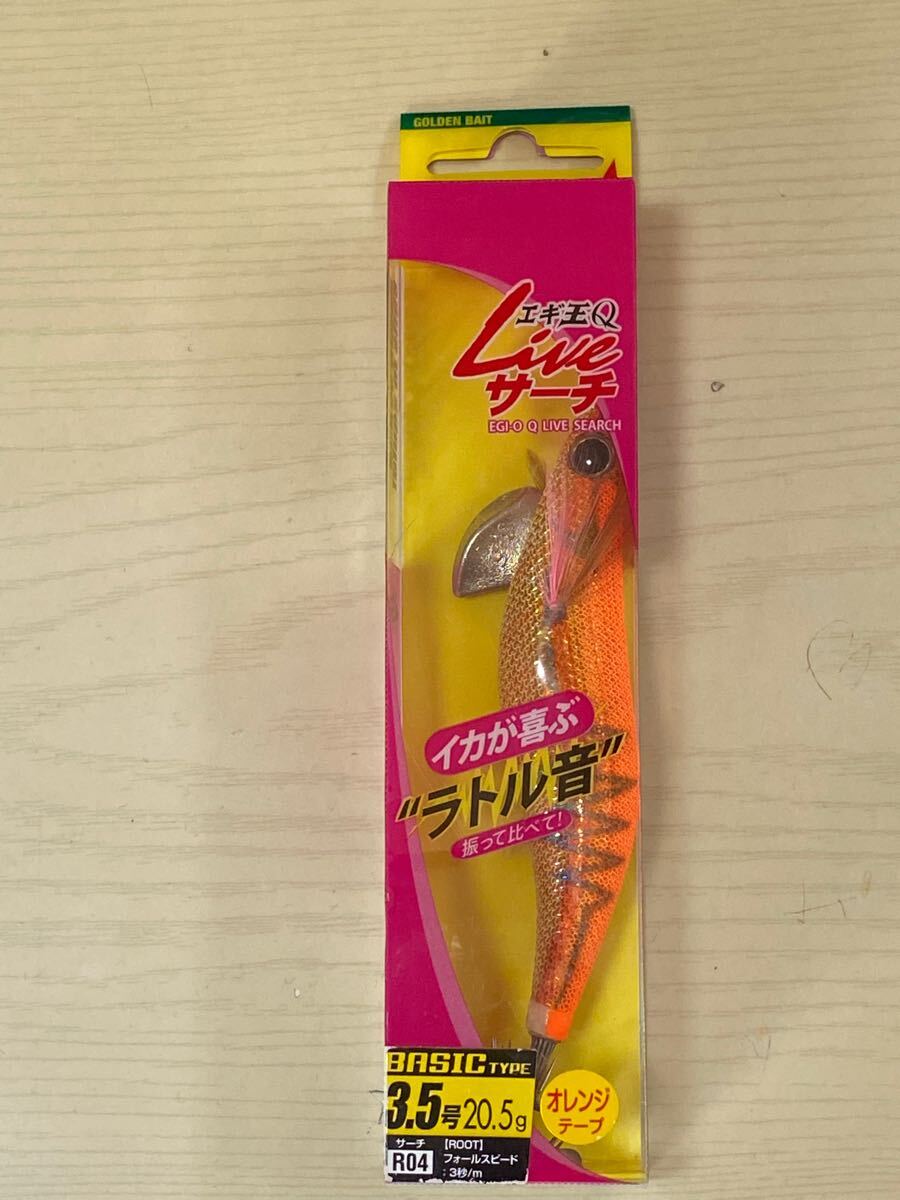 GOLDEN BAIT
エギ王Q
Live
サーチ
EGI-O Q LIVE SEARCH
イカが喜ぶ
"ラトル音"
振って比べて!
BASIC TYPE
3.5号 20.5g
サーチ
R04
【ROOT】
フォールスピード
:3秒/m
オレンジ
テープ